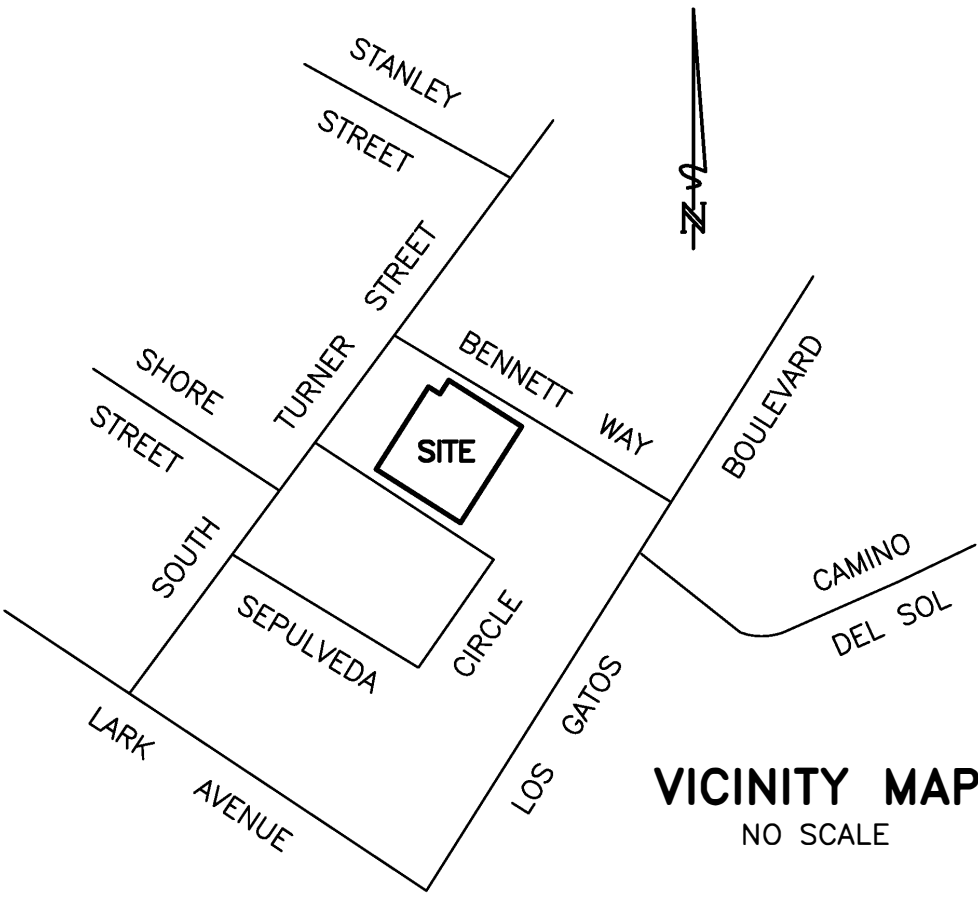 STANLEY
STREET
N
SOUTH TURNER STREET
BENNETT WAY
SHORE
STREET
SITE
LOS GATOS BOULEVARD
CAMINO
DEL SOL
SEPULVEDA CIRCLE
LARK AVENUE
VICINITY MAP
NO SCALE